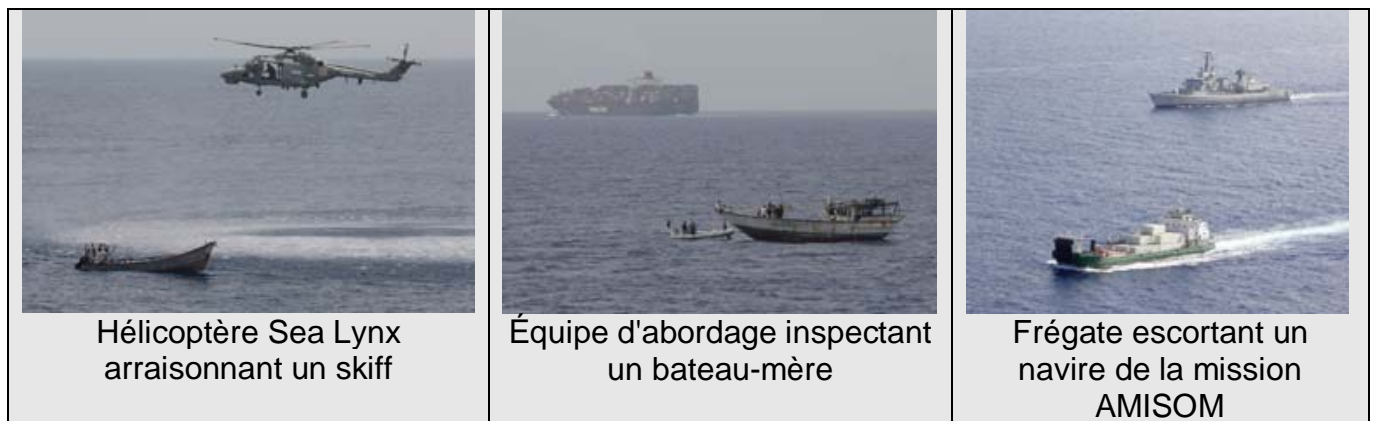 Hélicoptère Sea Lynx
arraisonnant un skiff
Équipe d'abordage inspectant
un bateau-mère
Frégate escortant un
navire de la mission
AMISOM